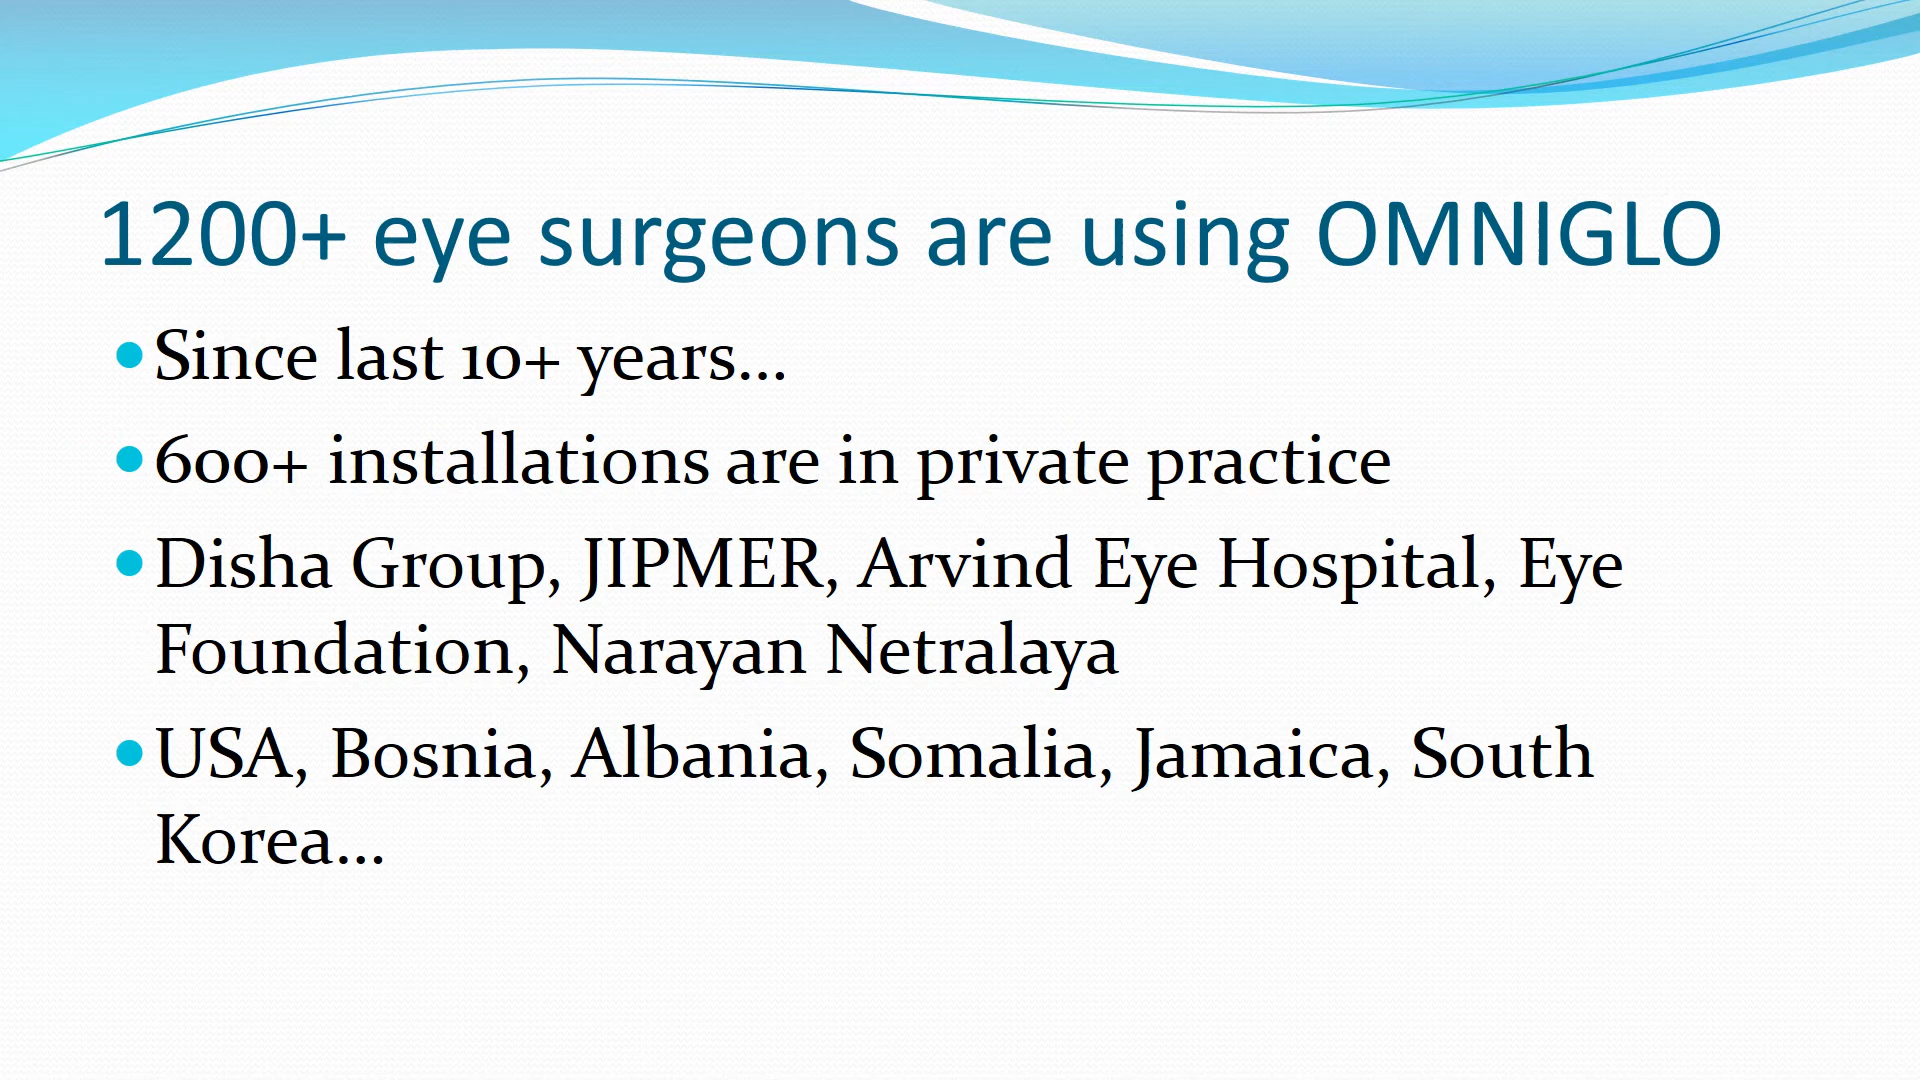 1200+ eye surgeons are using OMNIGLO
• Since last 10+ years...
• 600+ installations are in private practice
• Disha Group, JIPMER, Arvind Eye Hospital, Eye
Foundation, Narayan Netralaya
• USA, Bosnia, Albania, Somalia, Jamaica, South
Korea...